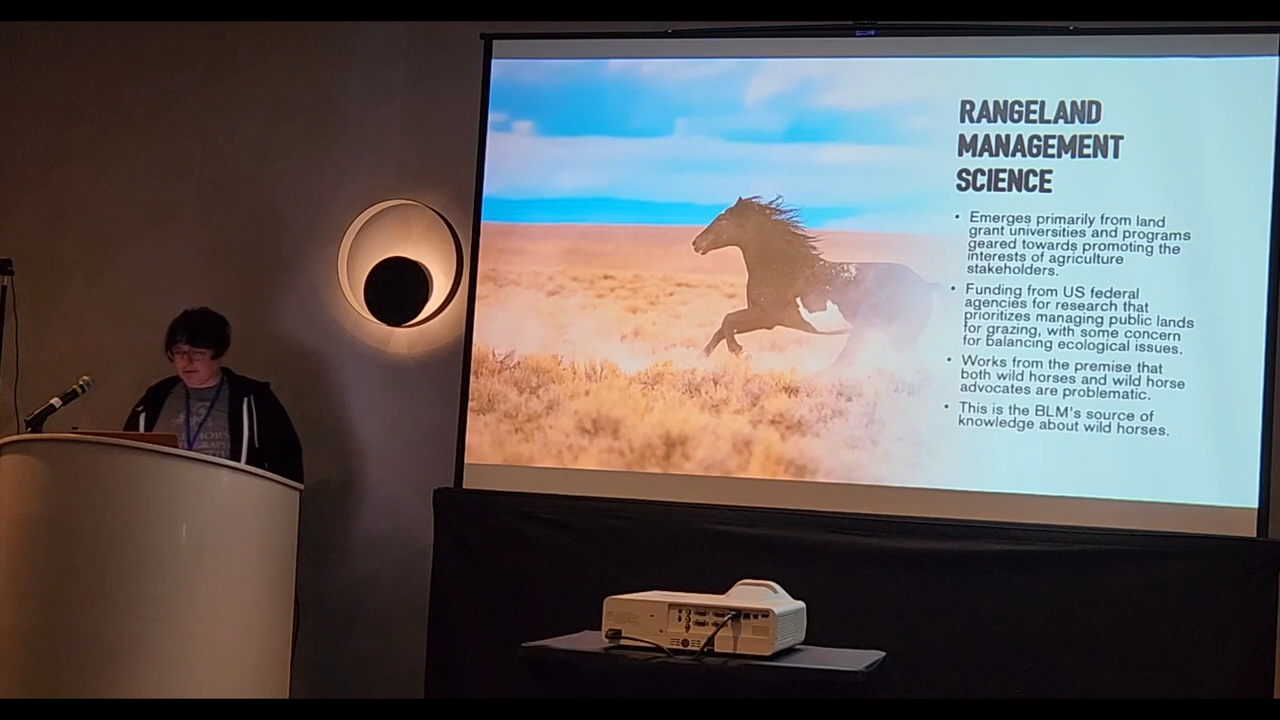 RANGELAND
MANAGEMENT
SCIENCE
• Emerges primarily from land
grant universities and programs
geared towards promoting the
interests of agriculture
stakeholders.
• Funding from US federal
agencies for research that
prioritizes managing public lands
for grazing, with some concern
for balancing ecological issues.
• Works from the premise that
both wild horses and wild horse
advocates are problematic.
• This is the BLM's source of
knowledge about wild horses.